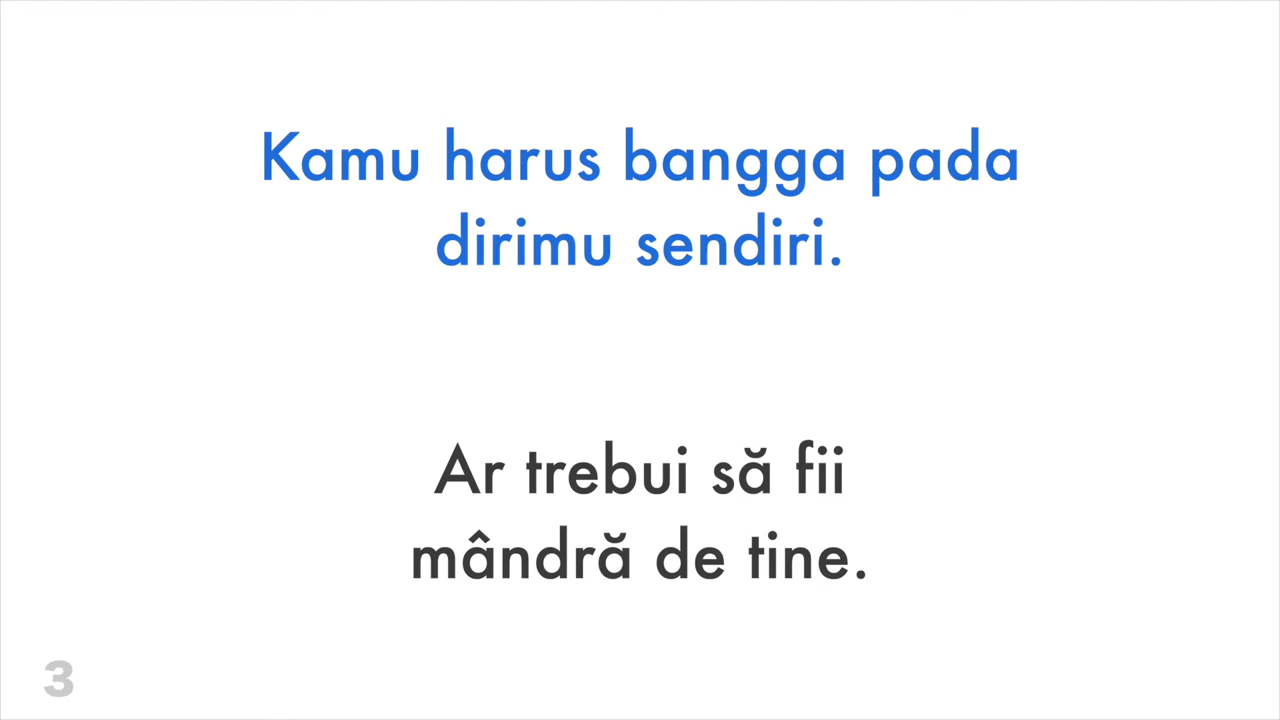 Kamu harus bangga pada
dirimu sendiri.
Ar trebui să fii
mândră de tine.
3